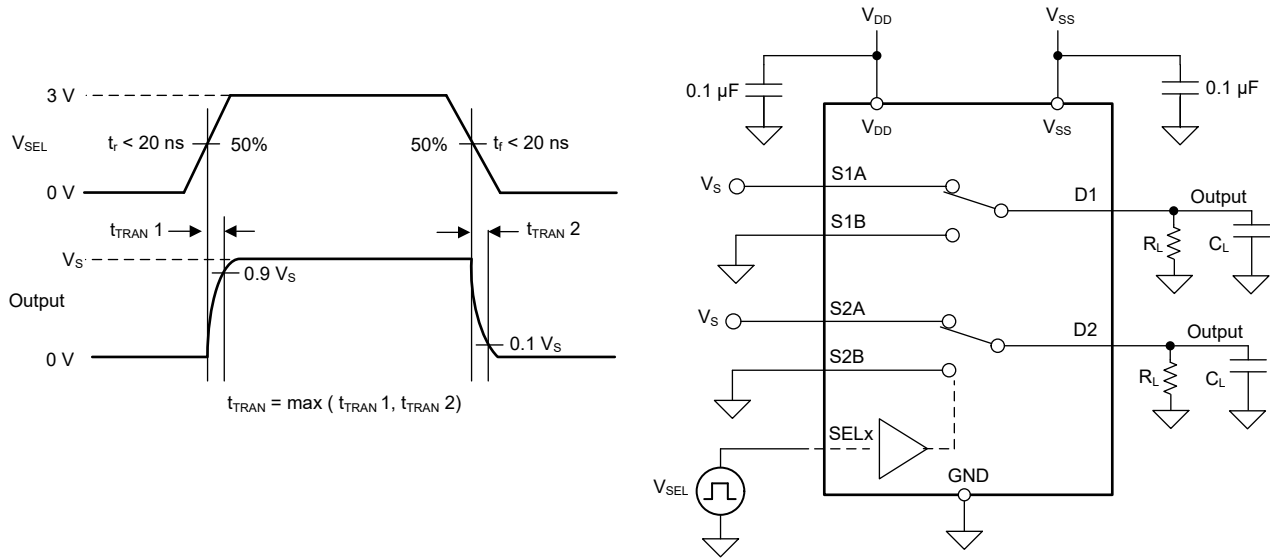 3 V
V_SEL
t_r < 20 ns
50%
50%
t_f < 20 ns
0 V
t_TRAN 1
t_TRAN 2
V_S
0.9 V_S
Output
0.1 V_S
0 V
t_TRAN = max ( t_TRAN 1, t_TRAN 2)
V_DD
V_SS
0.1 µF
0.1 µF
V_DD
V_SS
V_S
S1A
D1
Output
S1B
R_L
C_L
V_S
S2A
D2
Output
S2B
R_L
C_L
SELx
V_SEL
GND